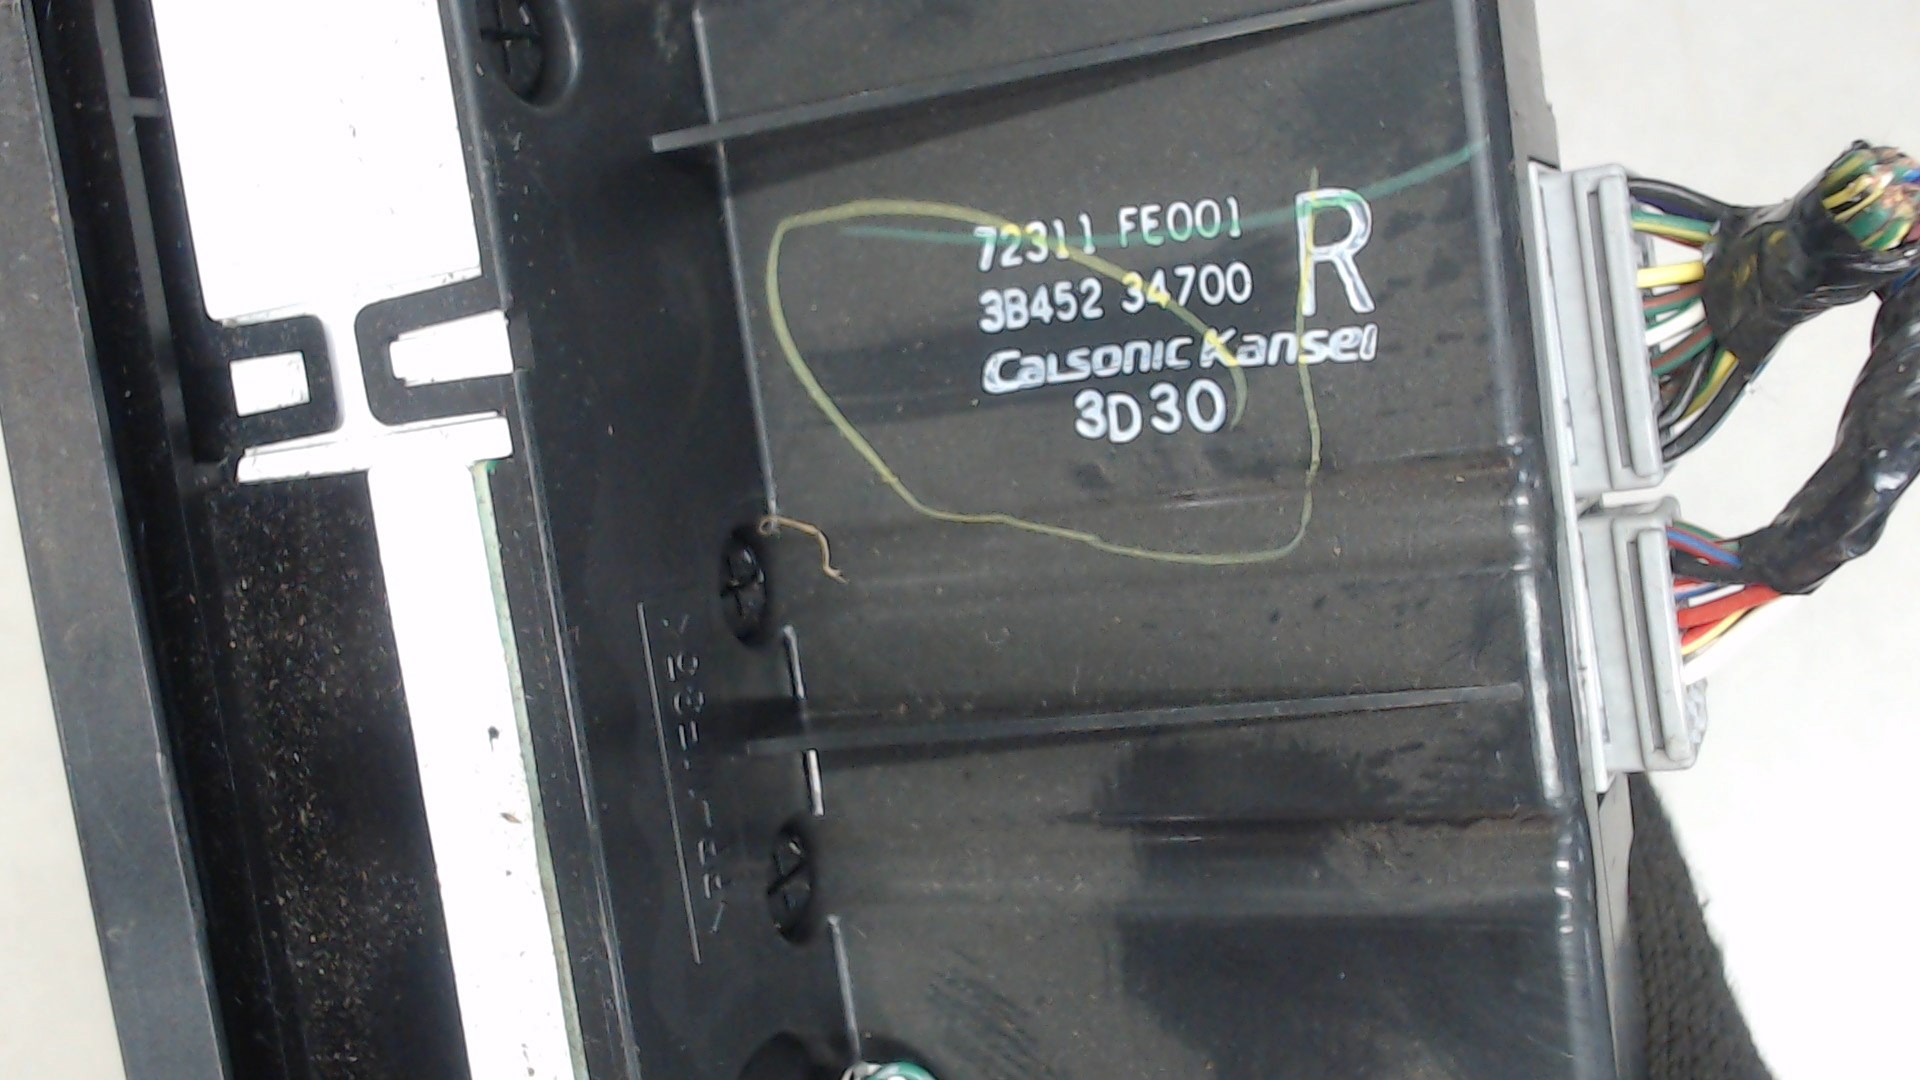 72311 FE001
R
3B452 34700
CALSONIC Kansei
3D30